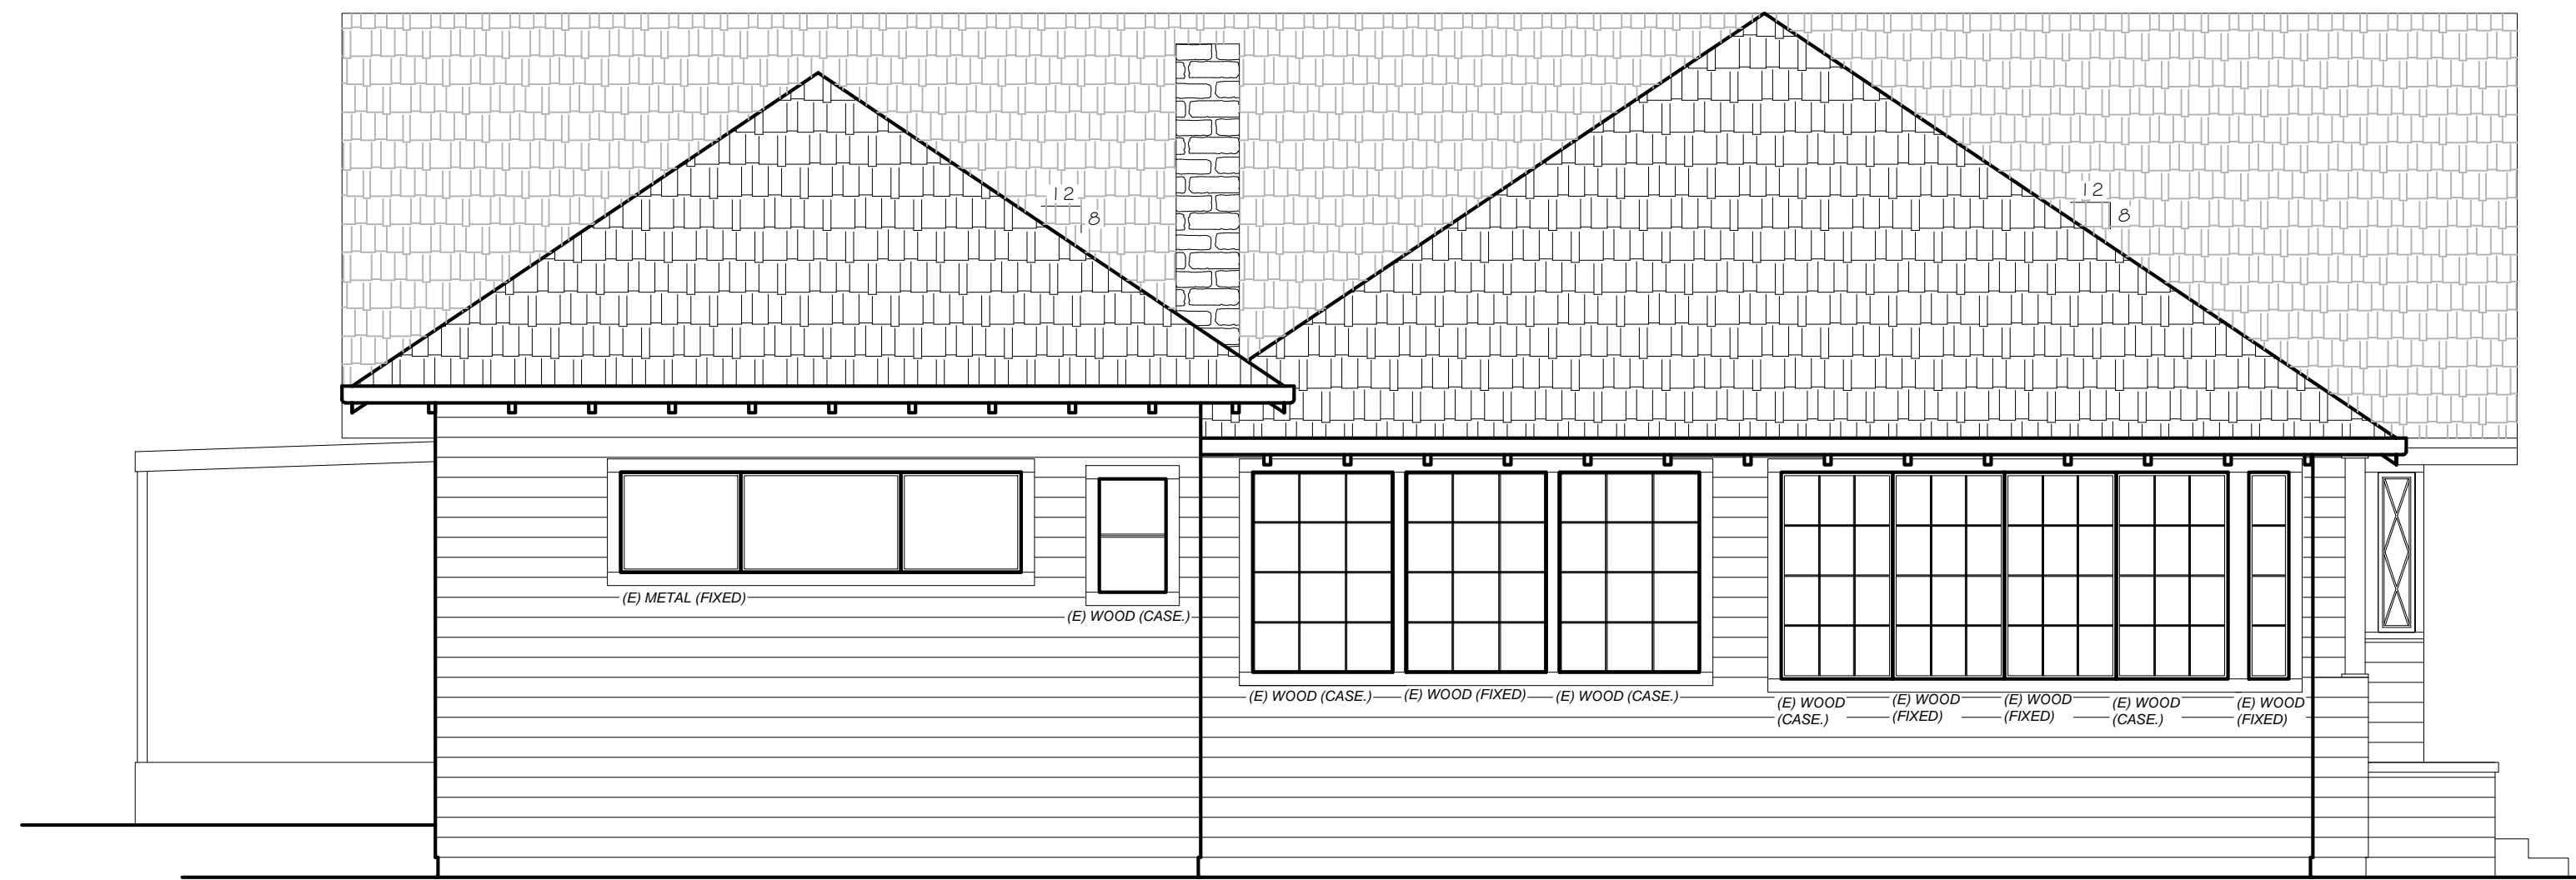 12
8
12
8
(E) METAL (FIXED)
(E) WOOD (CASE.)
(E) WOOD (CASE.)
(E) WOOD (FIXED)
(E) WOOD (CASE.)
(E) WOOD
(CASE.)
(E) WOOD
(FIXED)
(E) WOOD
(FIXED)
(E) WOOD
(CASE.)
(E) WOOD
(FIXED)